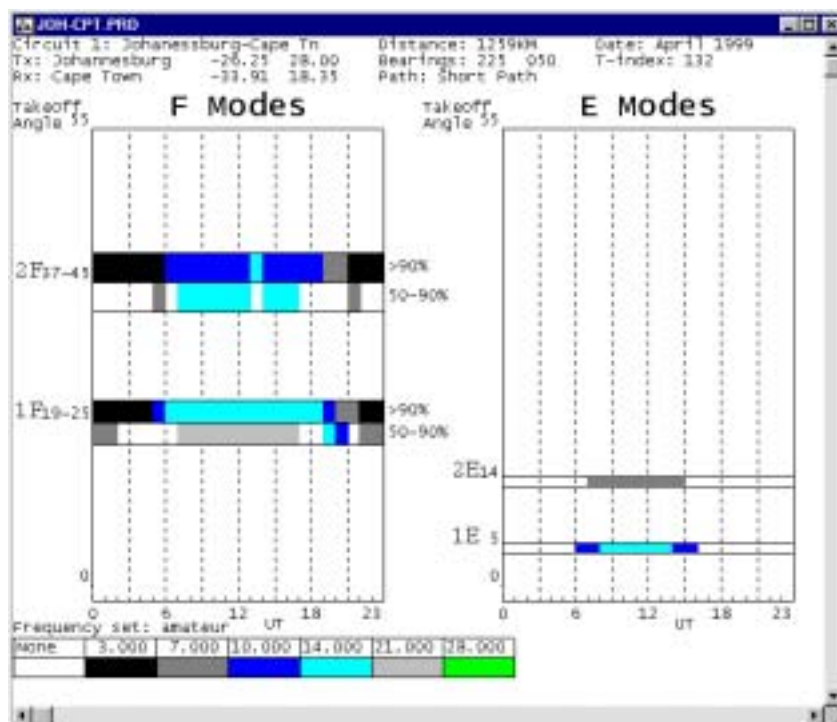 JOH-CPT.PRD
Circuit 1: Johanessburg-Cape Tn Distance: 1259KM Date: April 1999
Tx: Johannesburg -26.25 28.00 Bearings: 225 050 T-index: 132
Rx: Cape Town -33.91 18.35 Path: Short Path
Takeoff Angle 55 F Modes
Takeoff Angle 55 E Modes
2F37-45 >90%
50-90%
1F19-25 >90%
50-90%
2E14
1E 5
0
0
0 6 12 18 23
UT
0 6 12 18 23
UT
Frequency set: amateur
None 3.000 7.000 10.000 14.000 21.000 28.000